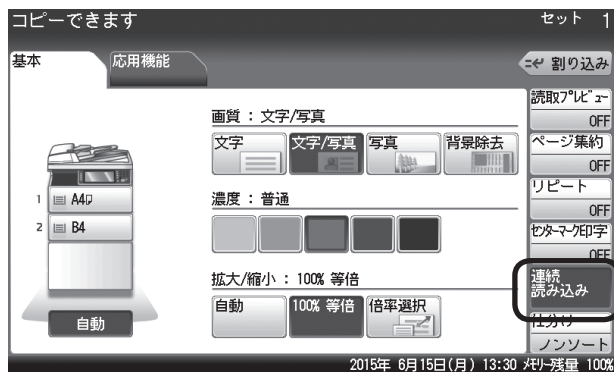 コピーできます
セット 1
基本
応用機能
割り込み
画質 : 文字/写真
文字
文字/写真
写真
背景除去
1 A4
2 B4
自動
濃度 : 普通
拡大/縮小 : 100% 等倍
自動
100% 等倍
倍率選択
読取プレビュー
OFF
ページ集約
OFF
リピート
OFF
センターマーク印字
OFF
連続
読み込み
仕分け
ノンソート
2015年 6月15日(月) 13:30 メモリー残量 100%